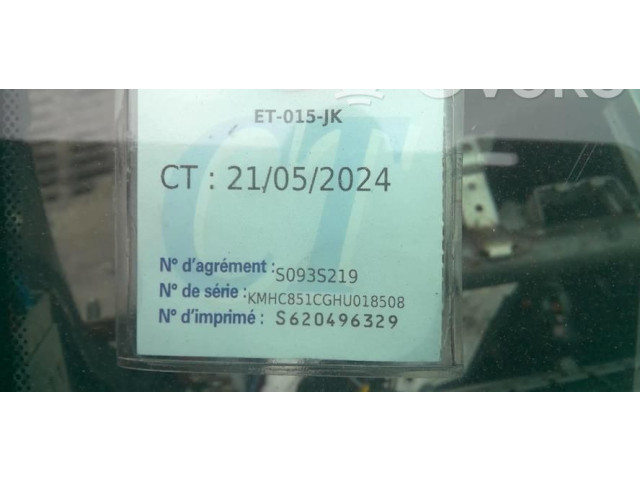 ET-015-JK
CT : 21/05/2024
N° d'agrément : S093S219
N° de série : KMHC851CGHU018508
N° d'imprimé : S620496329